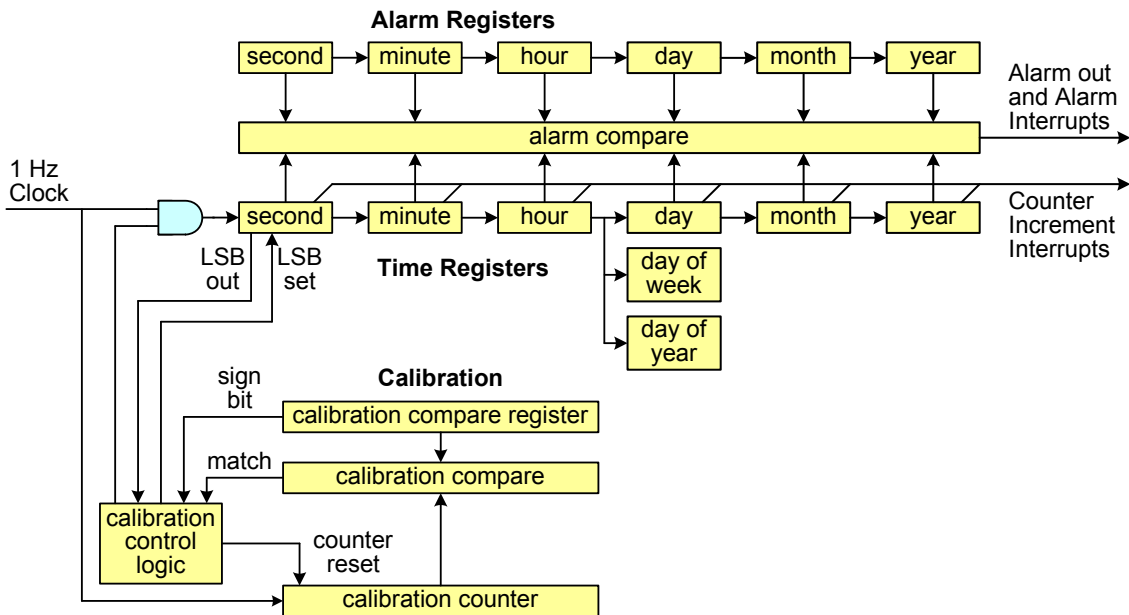 Alarm Registers
second
minute
hour
day
month
year
Alarm out
and Alarm
Interrupts
alarm compare
1 Hz
Clock
second
minute
hour
day
month
year
Counter
Increment
Interrupts
LSB
out
LSB
set
Time Registers
day of
week
day of
year
sign
bit
Calibration
calibration compare register
match
calibration compare
calibration
control
logic
counter
reset
calibration counter